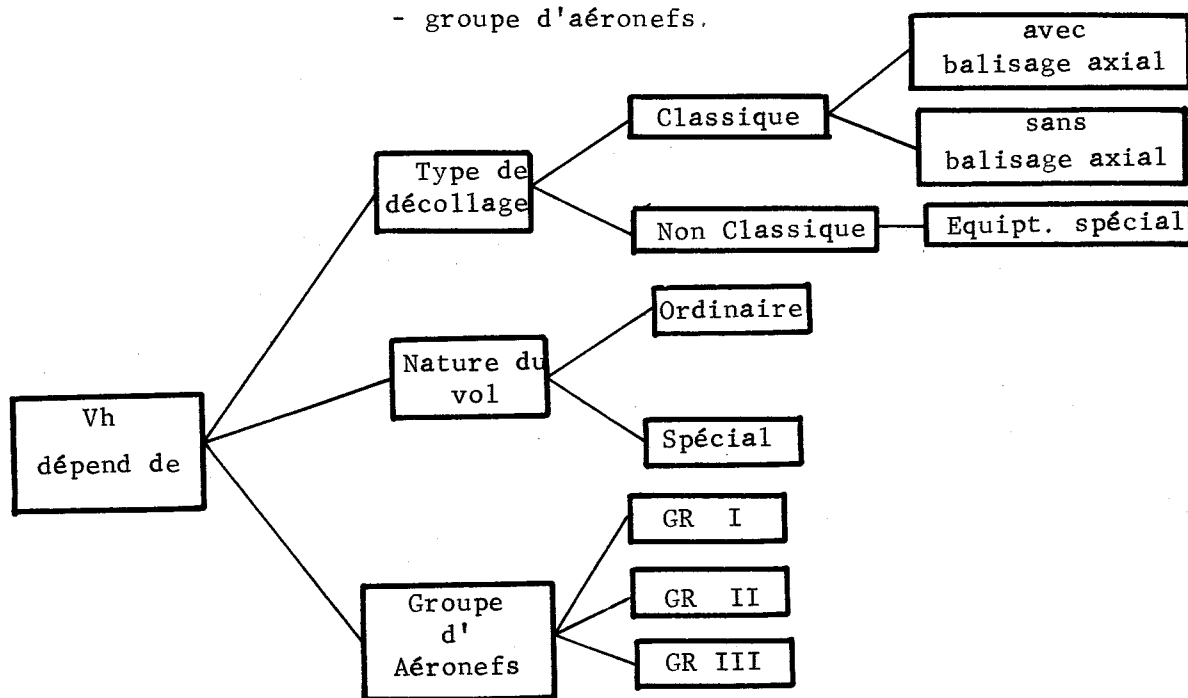 - groupe d'aéronefs.
avec
balisage axial
Classique
sans
balisage axial
Type de
décollage
Non Classique
Equipt. spécial
Ordinaire
Nature du
vol
Spécial
Vh
dépend de
GR I
GR II
GR III
Groupe
d'
Aéronefs